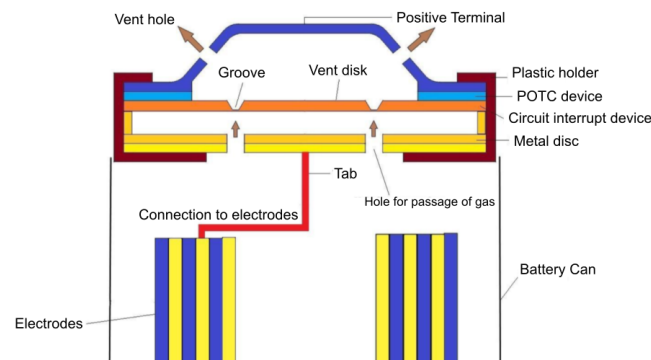 Vent hole
Positive Terminal
Groove
Vent disk
Plastic holder
POTC device
Circuit interrupt device
Metal disc
Tab
Hole for passage of gas
Connection to electrodes
Battery Can
Electrodes